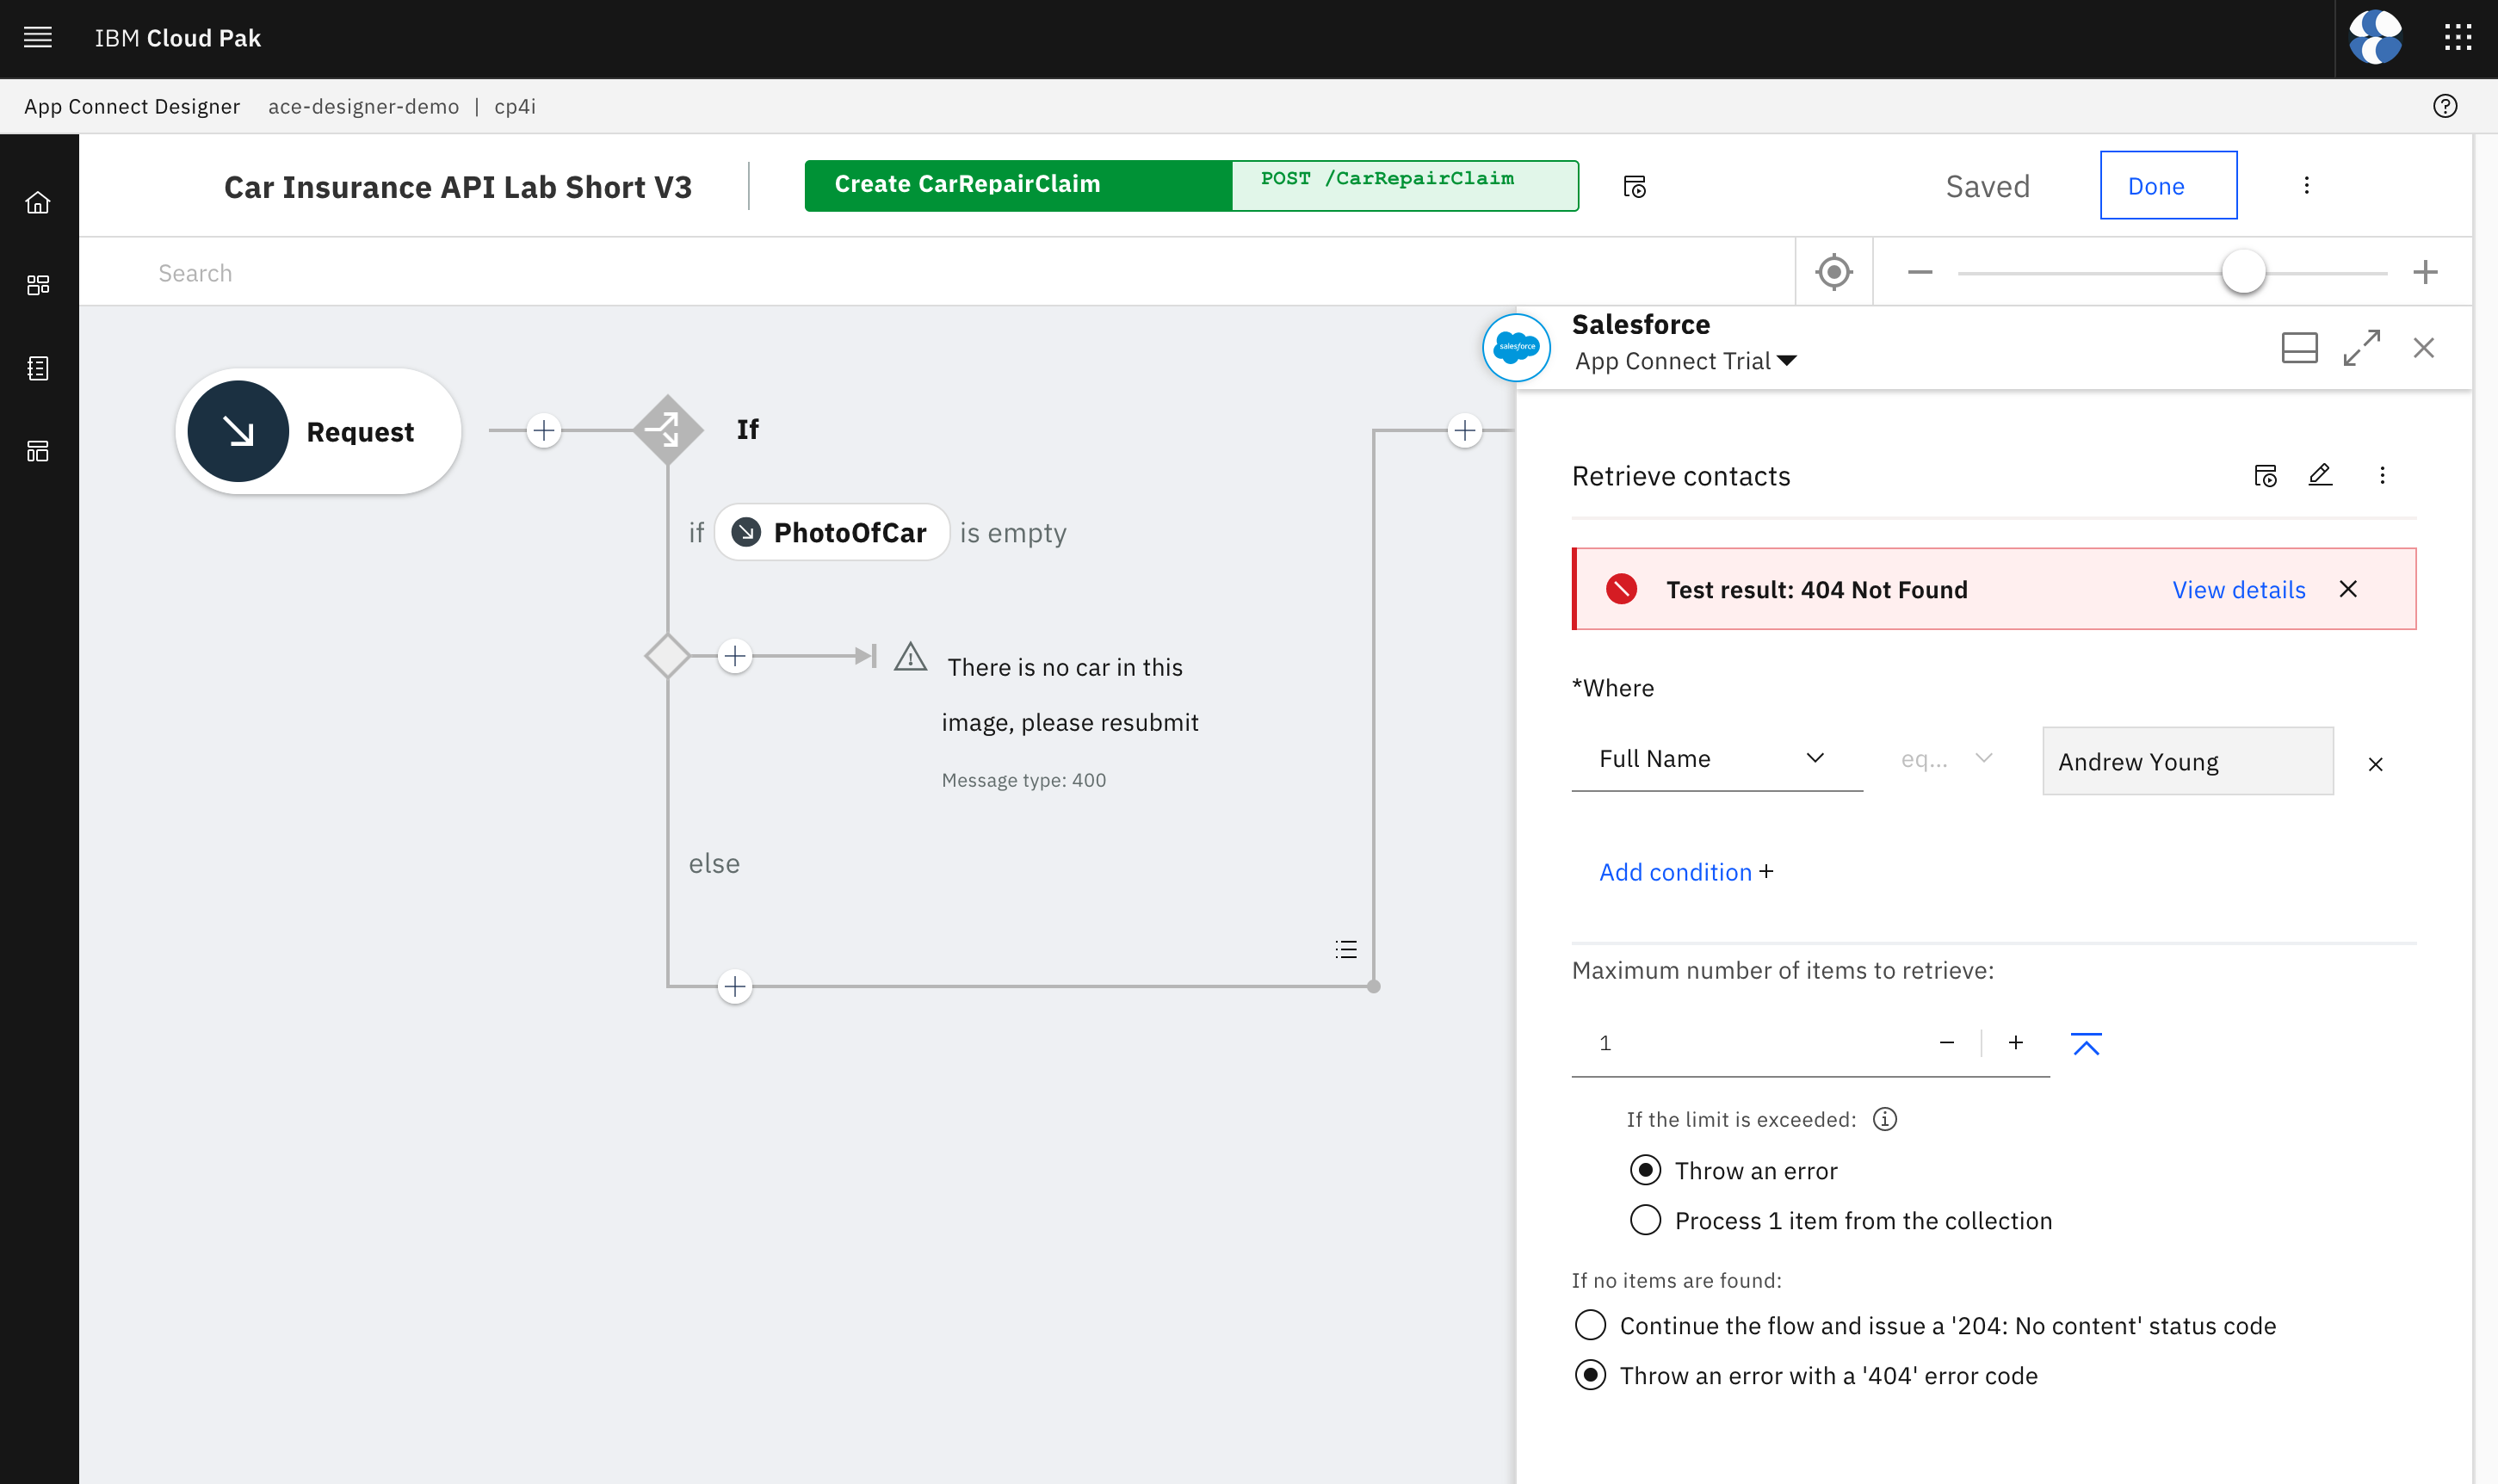 IBM Cloud Pak
App Connect Designer ace-designer-demo | cp4i
Car Insurance API Lab Short V3
Create CarRepairClaim
POST /CarRepairClaim
Saved
Done
Search
Salesforce
App Connect Trial
salesforce
Request
If
if PhotoOfCar is empty
There is no car in this
image, please resubmit
Message type: 400
else
Retrieve contacts
Test result: 404 Not Found
View details
*Where
Full Name
eq...
Andrew Young
Add condition +
Maximum number of items to retrieve:
1
If the limit is exceeded:
Throw an error
Process 1 item from the collection
If no items are found:
Continue the flow and issue a '204: No content' status code
Throw an error with a '404' error code